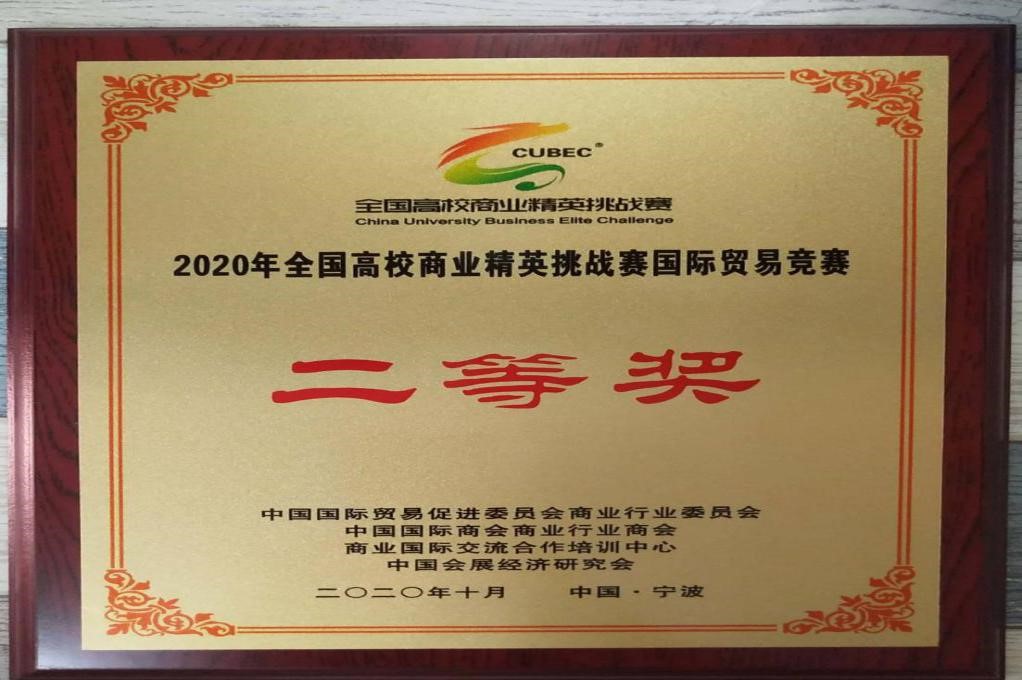 CUBEC®
全国高校商业精英挑战赛
China University Business Elite Challenge
2020年全国高校商业精英挑战赛国际贸易竞赛
二等奖
中国国际贸易促进委员会商业行业委员会
中国国际商会商业行业商会
商业国际交流合作培训中心
中国会展经济研究会
二〇二〇年十月 中国·宁波